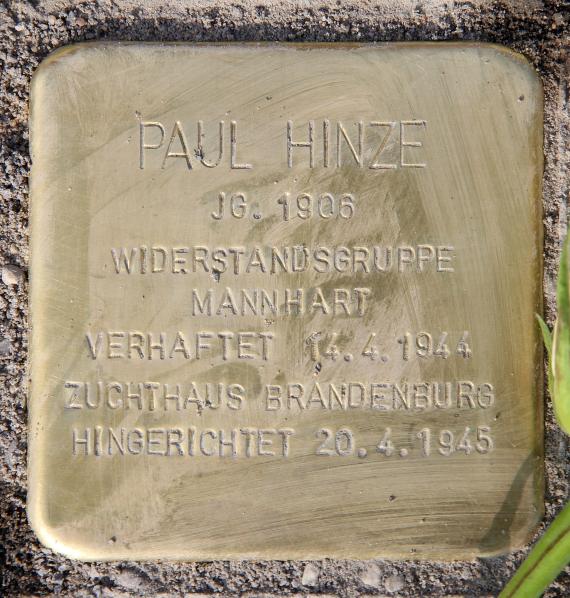 PAUL HINZE
JG. 1906
WIDERSTANDSGRUPPE
MANNHART
VERHAFTET 14.4.1944
ZUCHTHAUS BRANDENBURG
HINGERICHTET 20.4.1945